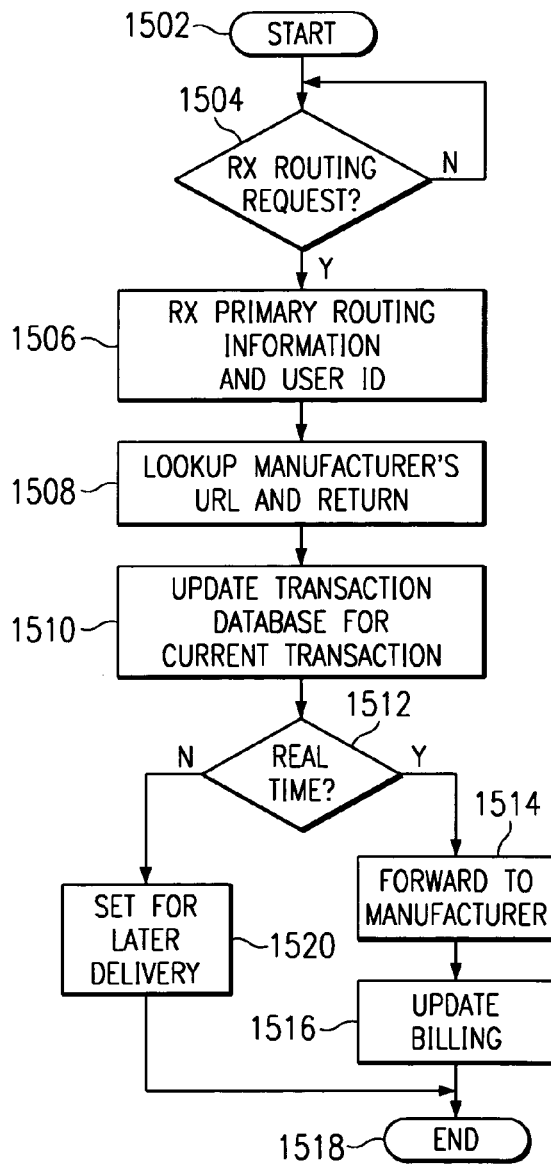 1502
START
1504
RX ROUTING
REQUEST?
N
Y
1506
RX PRIMARY ROUTING
INFORMATION
AND USER ID
1508
LOOKUP MANUFACTURER'S
URL AND RETURN
1510
UPDATE TRANSACTION
DATABASE FOR
CURRENT TRANSACTION
1512
N
REAL
TIME?
Y
1514
FORWARD TO
MANUFACTURER
SET FOR
LATER
DELIVERY
1520
1516
UPDATE
BILLING
1518
END